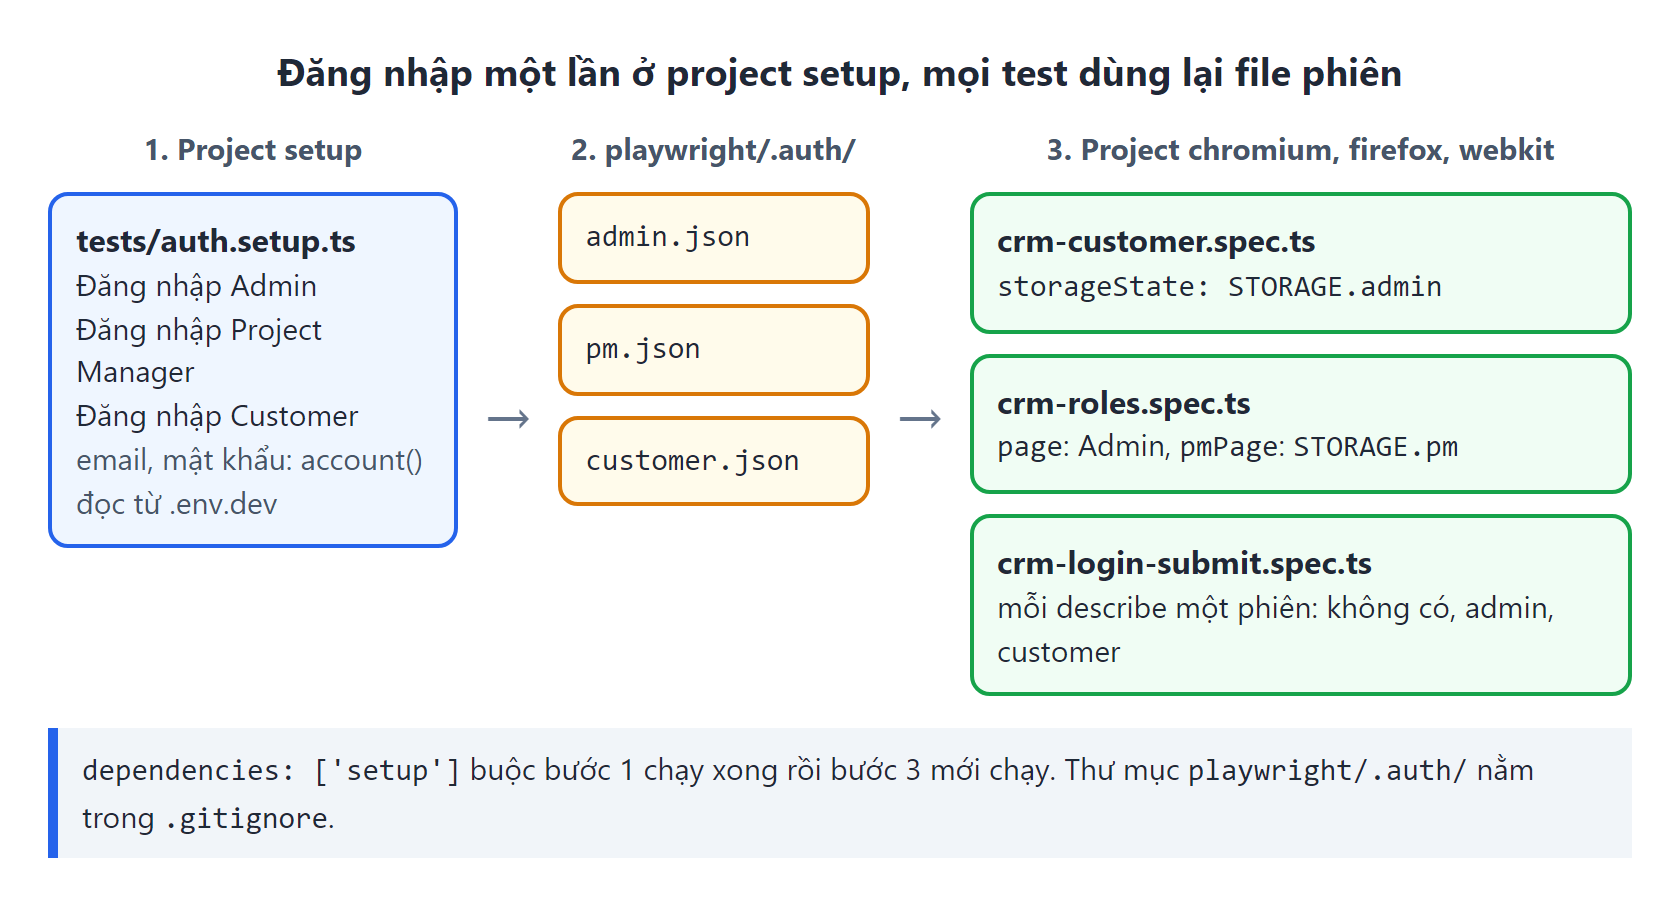 Đăng nhập một lần ở project setup, mọi test dùng lại file phiên
1. Project setup
tests/auth.setup.ts
Đăng nhập Admin
Đăng nhập Project
Manager
Đăng nhập Customer
email, mật khẩu: account()
đọc từ .env.dev
→
2. playwright/.auth/
admin.json
pm.json
customer.json
→
3. Project chromium, firefox, webkit
crm-customer.spec.ts
storageState: STORAGE.admin
crm-roles.spec.ts
page: Admin, pmPage: STORAGE.pm
crm-login-submit.spec.ts
mỗi describe một phiên: không có, admin,
customer
dependencies: ['setup'] buộc bước 1 chạy xong rồi bước 3 mới chạy. Thư mục playwright/.auth/ nằm
trong .gitignore.